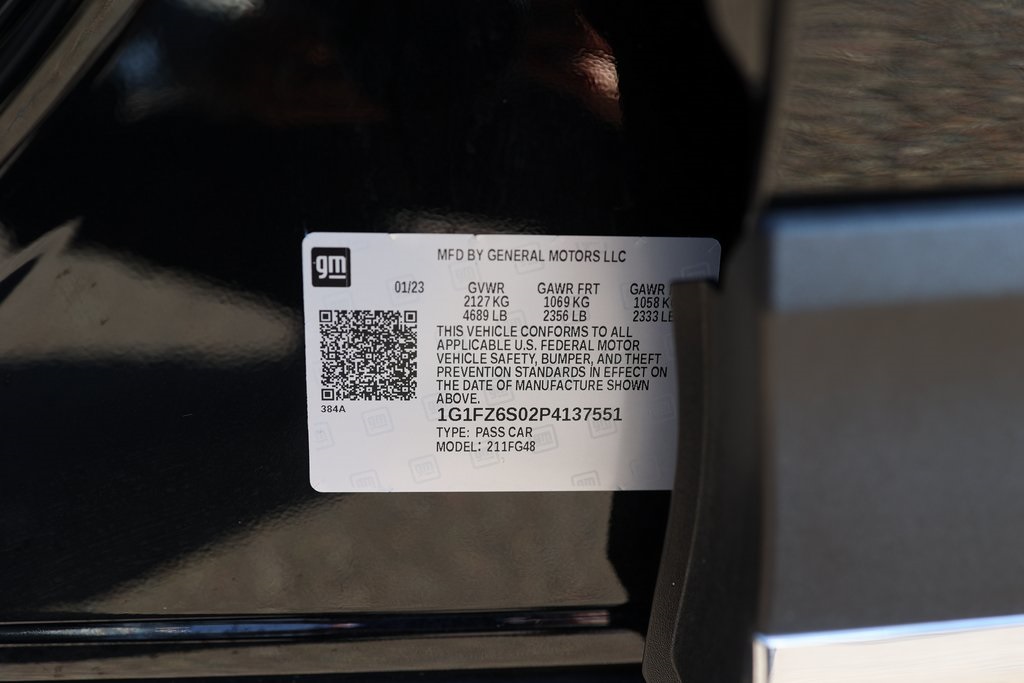 gm
MFD BY GENERAL MOTORS LLC
01/23 GVWR GAWR FRT GAWR
2127 KG 1069 KG 1058 K
4689 LB 2356 LB 2333 LB
THIS VEHICLE CONFORMS TO ALL
APPLICABLE U.S. FEDERAL MOTOR
VEHICLE SAFETY, BUMPER, AND THEFT
PREVENTION STANDARDS IN EFFECT ON
THE DATE OF MANUFACTURE SHOWN
ABOVE.
384A
1G1FZ6S02P4137551
TYPE: PASS CAR
MODEL: 211FG48